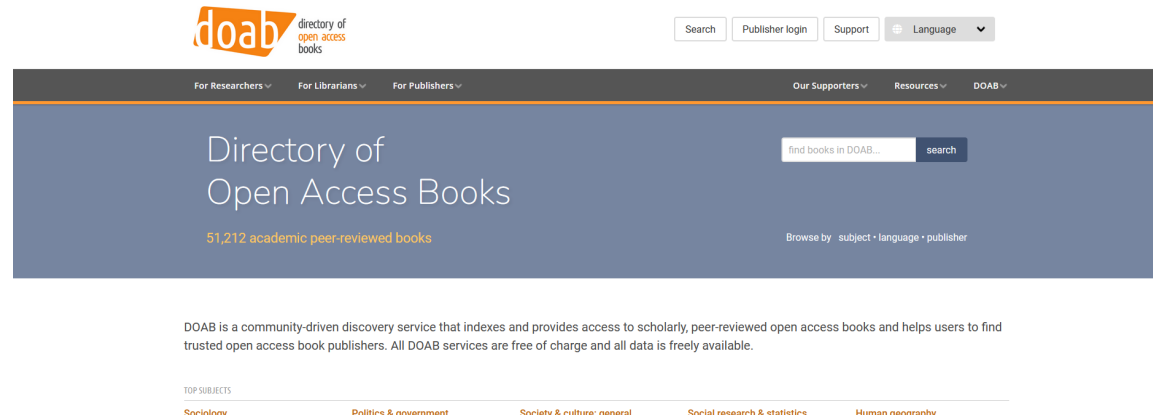 doab
directory of
open access
books
Search
Publisher login
Support
Language
For Researchers
For Librarians
For Publishers
Our Supporters
Resources
DOAB
Directory of
Open Access Books
find books in DOAB...
search
51,212 academic peer-reviewed books
Browse by subject • language • publisher
DOAB is a community-driven discovery service that indexes and provides access to scholarly, peer-reviewed open access books and helps users to find
trusted open access book publishers. All DOAB services are free of charge and all data is freely available.
TOP SUBJECTS
Sociology
Politics & government
Society & culture: general
Social research & statistics
Human geography